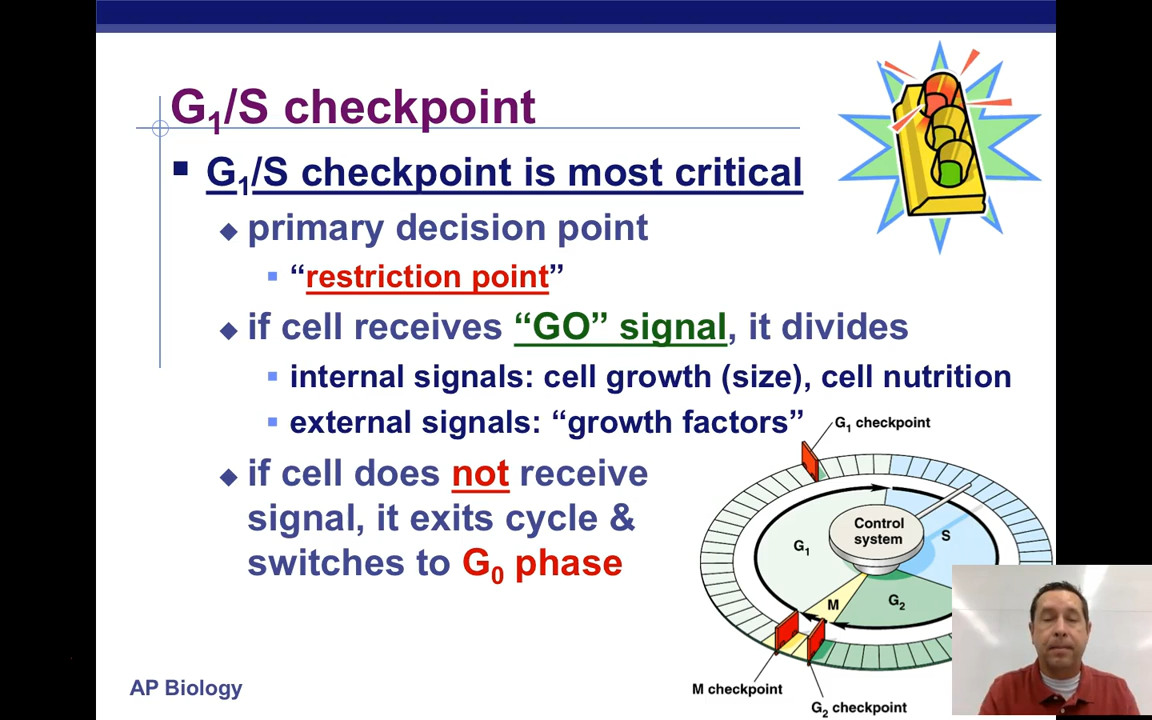 G₁/S checkpoint
▪ G₁/S checkpoint is most critical
◆ primary decision point
▪ “restriction point”
◆ if cell receives “GO” signal, it divides
▪ internal signals: cell growth (size), cell nutrition
▪ external signals: “growth factors”
◆ if cell does not receive
signal, it exits cycle &
switches to G₀ phase
G₁ checkpoint
Control
system
S
G₁
M
G₂
M checkpoint
G₂ checkpoint
AP Biology